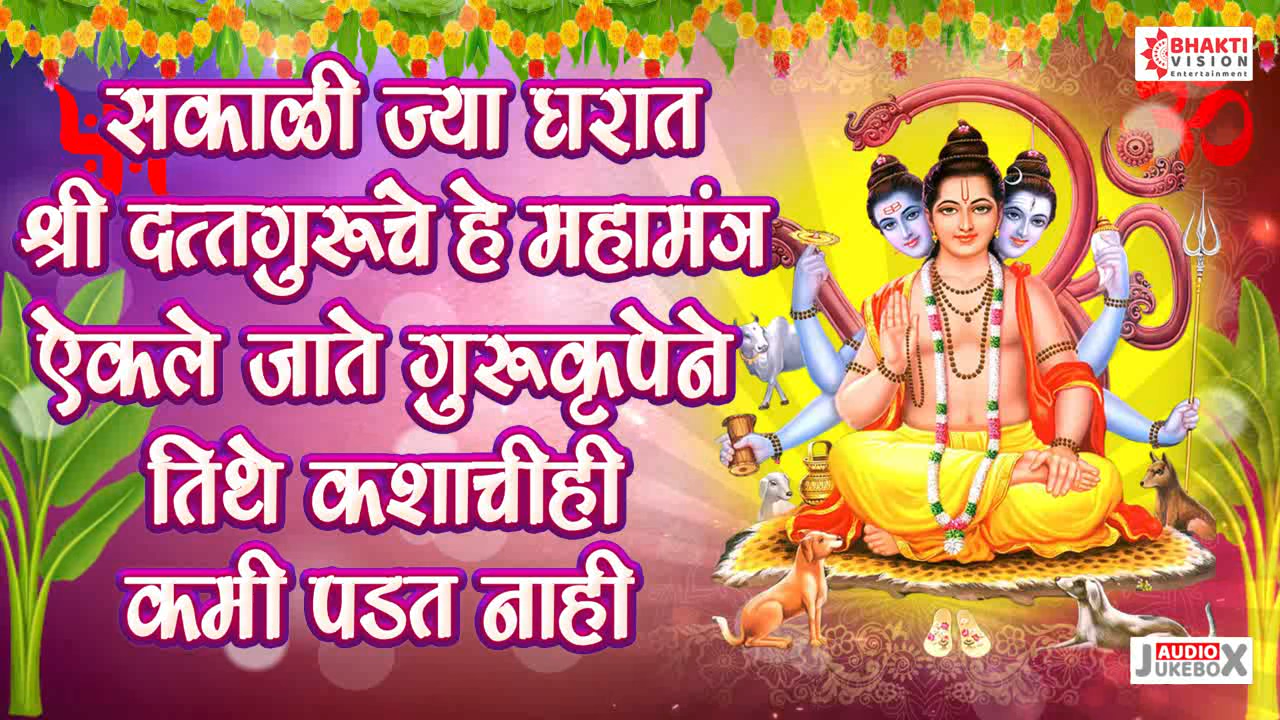 सकाळी ज्या घरात
श्री दत्तगुरूचे हे महामंत्र
ऐकले जाते गुरूकृपेने
तिथे कशाचीही
कमी पडत नाही
BHAKTI
VISION
Entertainment
ॐ
AUDIO
JUKEBOX